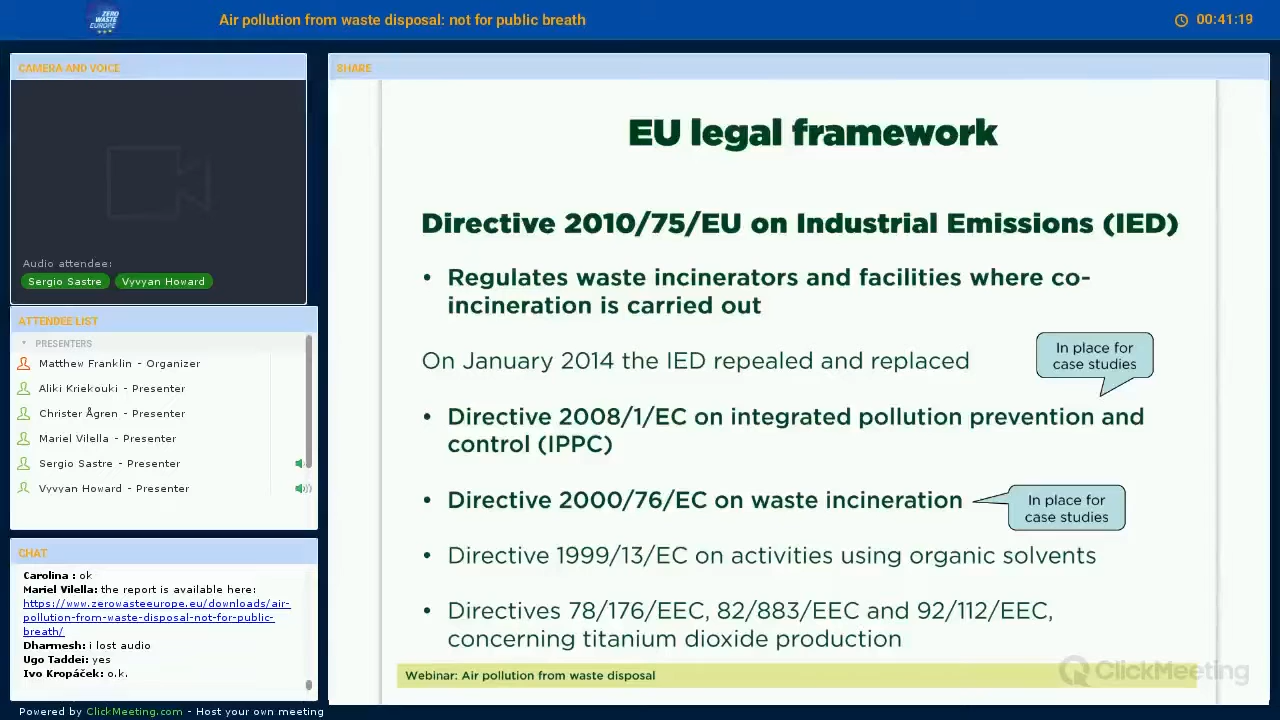 ZERO WASTE EUROPE
Air pollution from waste disposal: not for public breath
00:41:19
CAMERA AND VOICE
Audio attendee:
Sergio Sastre
Vyvyan Howard
ATTENDEE LIST
PRESENTERS
Matthew Franklin - Organizer
Aliki Kriekouki - Presenter
Christer Ågren - Presenter
Mariel Vilella - Presenter
Sergio Sastre - Presenter
Vyvyan Howard - Presenter
CHAT
Carolina : ok
Mariel Vilella: the report is available here:
https://www.zerowasteeurope.eu/downloads/air-
pollution-from-waste-disposal-not-for-public-
breath/
Dharmesh: i lost audio
Ugo Taddei: yes
Ivo Kropáček: o.k.
Powered by ClickMeeting.com - Host your own meeting
SHARE
EU legal framework
Directive 2010/75/EU on Industrial Emissions (IED)
• Regulates waste incinerators and facilities where co-
incineration is carried out
On January 2014 the IED repealed and replaced
In place for
case studies
• Directive 2008/1/EC on integrated pollution prevention and
control (IPPC)
• Directive 2000/76/EC on waste incineration
In place for
case studies
• Directive 1999/13/EC on activities using organic solvents
• Directives 78/176/EEC, 82/883/EEC and 92/112/EEC,
concerning titanium dioxide production
Webinar: Air pollution from waste disposal
ClickMeeting